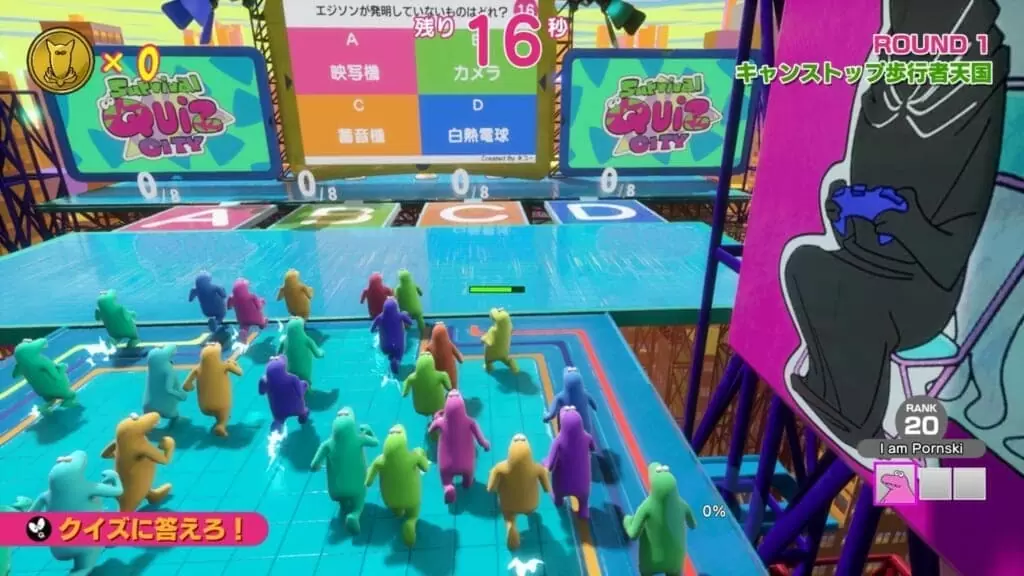 エジソンが発明していないものはどれ? 16
残り 16 秒
A
映写機
カメラ
C
蓄音機
D
白熱電球
Created By ネコー
× 0
Survival
QUIZ
CITY
Survival
QUIZ
CITY
ROUND 1
キャンストップ歩行者天国
0/8
0/8
0/8
0/8
A
B
C
D
RANK
20
I am Pornski
0%
クイズに答えろ!